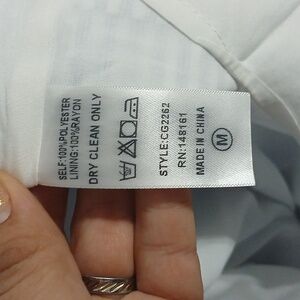 SELF:100%POLYESTER
LINING:100%RAYON
DRY CLEAN ONLY
STYLE:CG2262
RN:148161
MADE IN CHINA
M